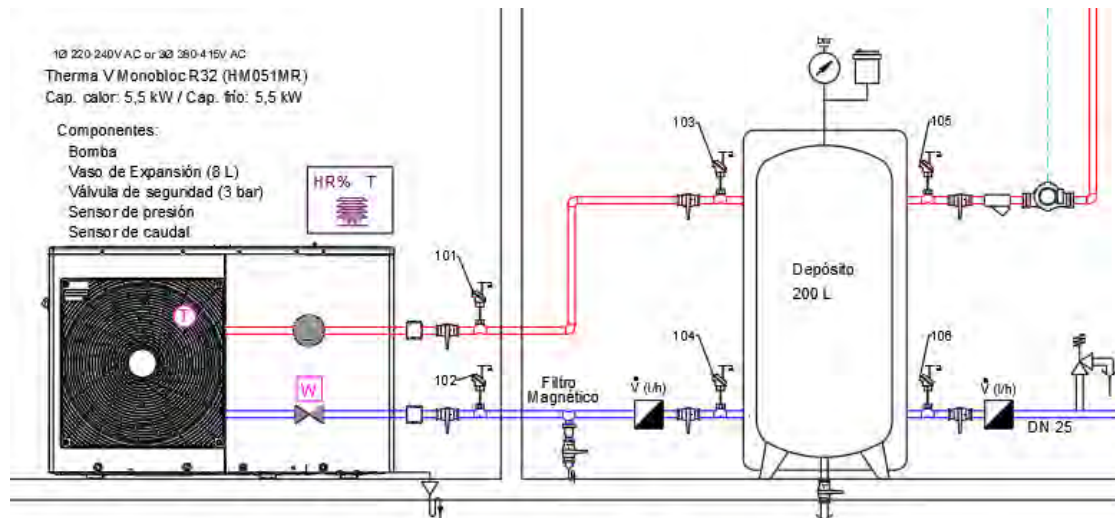 1Ø 220-240V AC or 3Ø 380-415V AC
Therma V Monobloc R32 (HM051MR)
Cap. calor: 5,5 kW / Cap. frío: 5,5 kW
Componentes:
Bomba
Vaso de Expansión (8 L)
Válvula de seguridad (3 bar)
Sensor de presión
Sensor de caudal
HR% T
bar
103
105
101
T
Depósito
200 L
102
W
Filtro
Magnético
V̇ (l/h)
104
106
V̇ (l/h)
DN 25